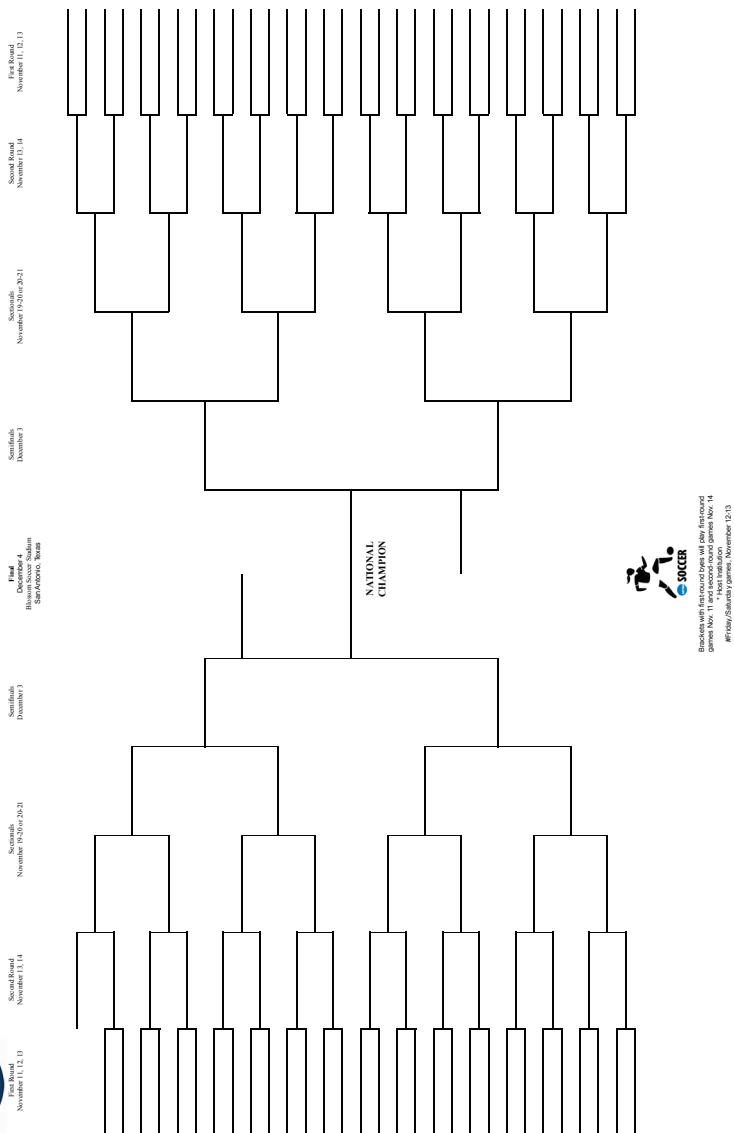 First Round
November 11, 12, 13
Second Round
November 13, 14
Sectionals
November 19-20 or 20-21
Semifinals
December 3
Final
December 4
Blossom Soccer Stadium
San Antonio, Texas
Semifinals
December 3
Sectionals
November 19-20 or 20-21
Second Round
November 13, 14
First Round
November 11, 12, 13
NATIONAL
CHAMPION
SOCCER
Brackets with first-round byes will play first-round
games Nov. 11 and second-round games Nov. 14
* Host Institution
#Friday/Saturday games, November 12-13